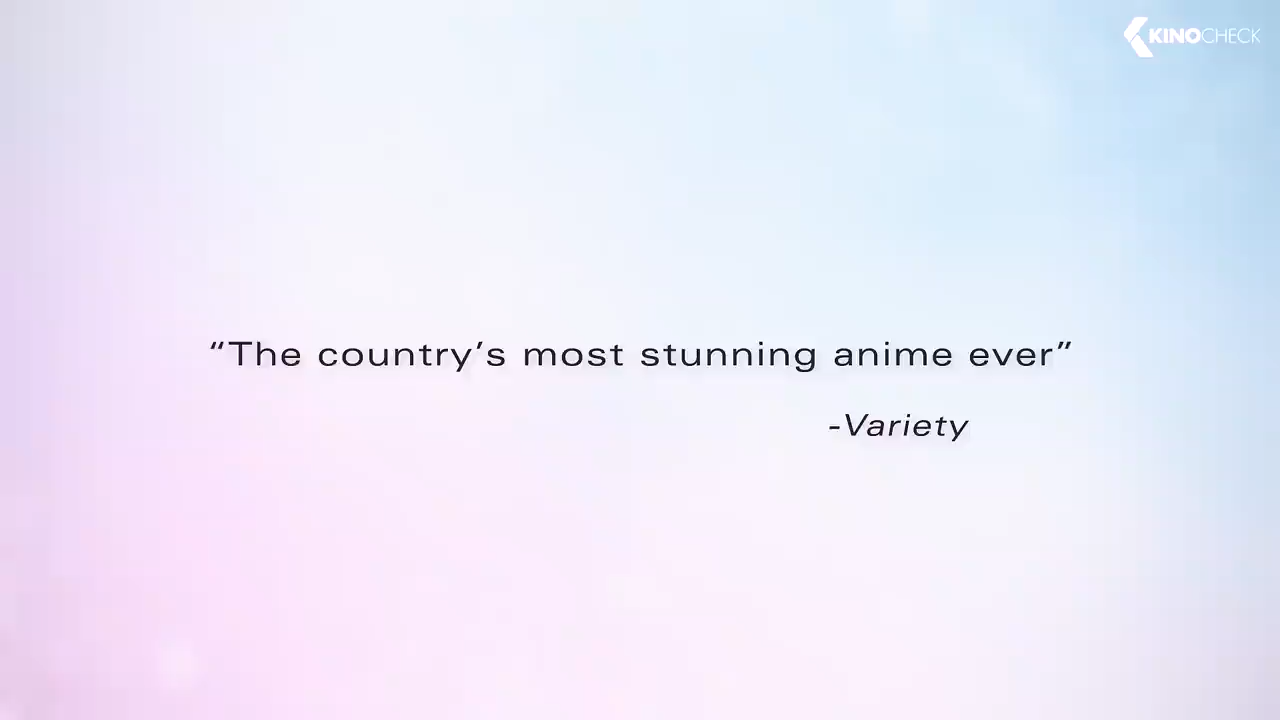 KINOCHECK
“The country’s most stunning anime ever”
-Variety